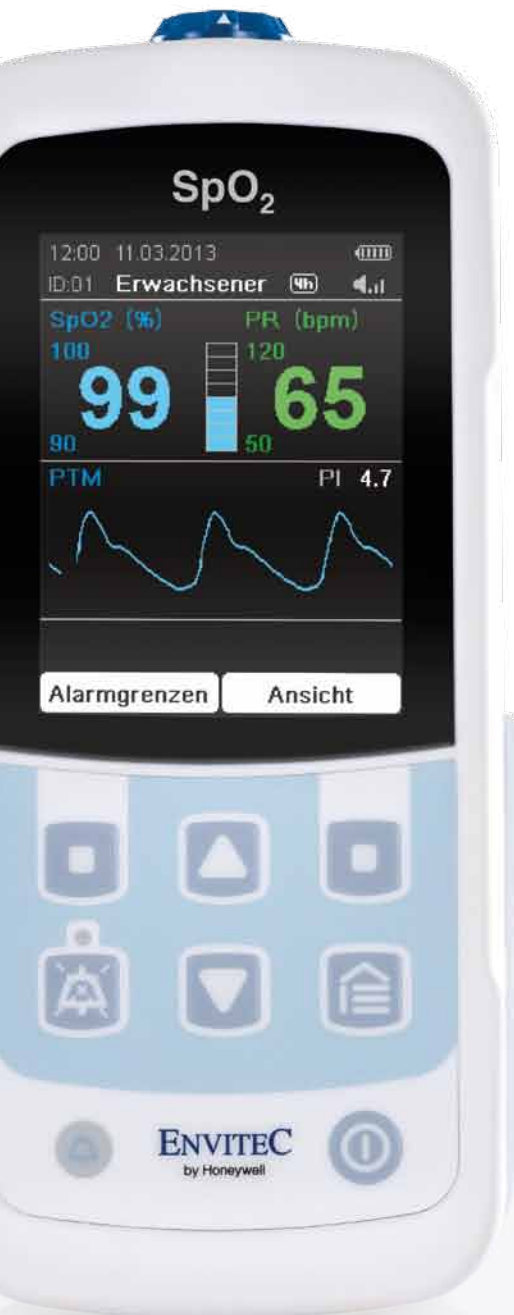 SpO₂
12:00 11.03.2013
ID:01 Erwachsener 4h
SpO2 (%) PR (bpm)
100 120
99 65
90 50
PTM PI 4.7
Alarmgrenzen Ansicht
ENVITEC
by Honeywell